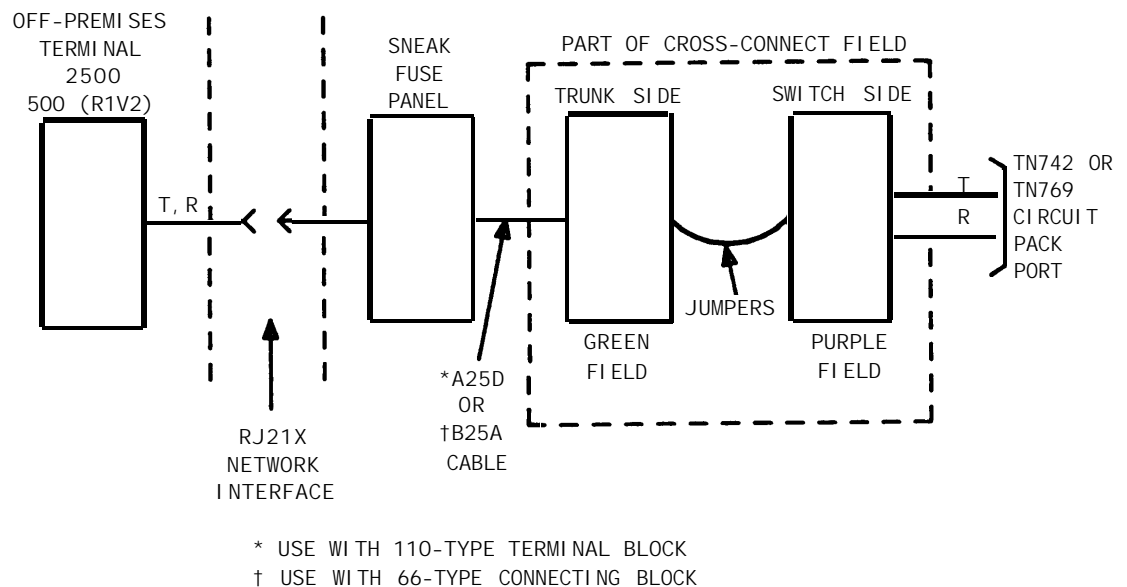 OFF-PREMISES
TERMINAL
2500
500 (R1V2)
T, R
RJ21X
NETWORK
INTERFACE
SNEAK
FUSE
PANEL
*A25D
OR
†B25A
CABLE
PART OF CROSS-CONNECT FIELD
TRUNK SIDE
GREEN
FIELD
JUMPERS
SWITCH SIDE
PURPLE
FIELD
T
R
TN742 OR
TN769
CIRCUIT
PACK
PORT
* USE WITH 110-TYPE TERMINAL BLOCK
† USE WITH 66-TYPE CONNECTING BLOCK